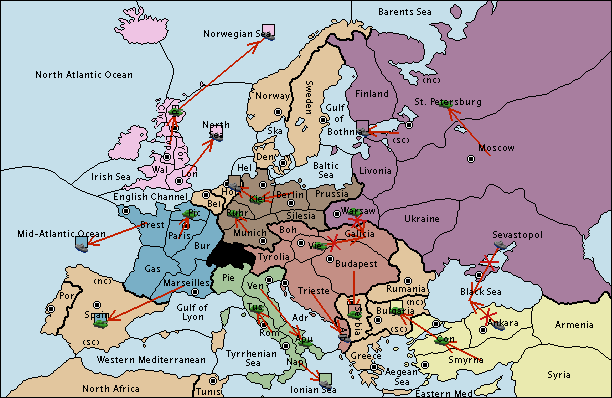 Barents Sea
Norwegian Sea
North Atlantic Ocean
(nc)
Finland
St. Petersburg
Norway
Sweden
Gulf
of
Bothnia
North
Sea
Ska
(sc)
Moscow
Den
Baltic
Sea
Livonia
Irish Sea
Wal
Lon
Hel
English Channel
Bel
Hol
Kiel
Berlin
Prussia
Pic
Ruhr
Silesia
Warsaw
Ukraine
Sevastopol
Mid-Atlantic Ocean
Brest
Paris
Bur
Munich
Boh
Galicia
Vie
Tyrolia
Budapest
Gas
Marseilles
Pie
Ven
Trieste
Rumania
Black Sea
(nc)
(nc)
Por
Spain
(sc)
Gulf of
Lyon
Tus
Rom
Adr
Apu
Alb
Serbia
Bulgaria
(sc)
Con
Ankara
Armenia
Western Mediterranean
Tyrrhenian
Sea
Nap
Greece
Aegean
Sea
Smyrna
Syria
North Africa
Tunis
Ionian Sea
Eastern Med